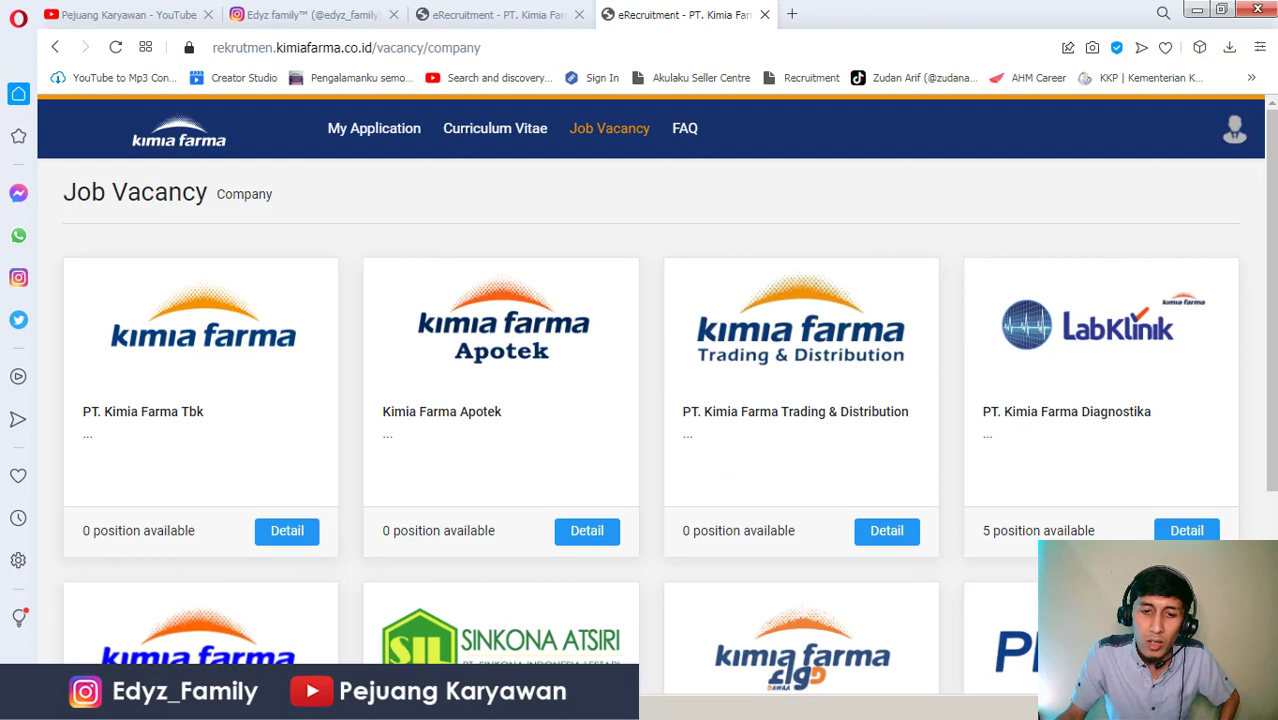 Pejuang Karyawan - YouTube
Edyz family™ (@edyz_family)
eRecruitment - PT. Kimia Far
eRecruitment - PT. Kimia Far
rekrutmen.kimiafarma.co.id/vacancy/company
YouTube to Mp3 Con...
Creator Studio
Pengalamanku semo...
Search and discovery...
Sign In
Akulaku Seller Centre
Recruitment
Zudan Arif (@zudana...
AHM Career
KKP | Kementerian K...
kimia farma
My Application
Curriculum Vitae
Job Vacancy
FAQ
Job Vacancy Company
kimia farma
PT. Kimia Farma Tbk
...
0 position available
Detail
kimia farma
Apotek
Kimia Farma Apotek
...
0 position available
Detail
kimia farma
Trading & Distribution
PT. Kimia Farma Trading & Distribution
...
0 position available
Detail
kimia farma
LabKlinik
PT. Kimia Farma Diagnostika
...
5 position available
Detail
kimia farma
SIL
SINKONA ATSIRI
kimia farma
DAWAA
Edyz_Family
Pejuang Karyawan